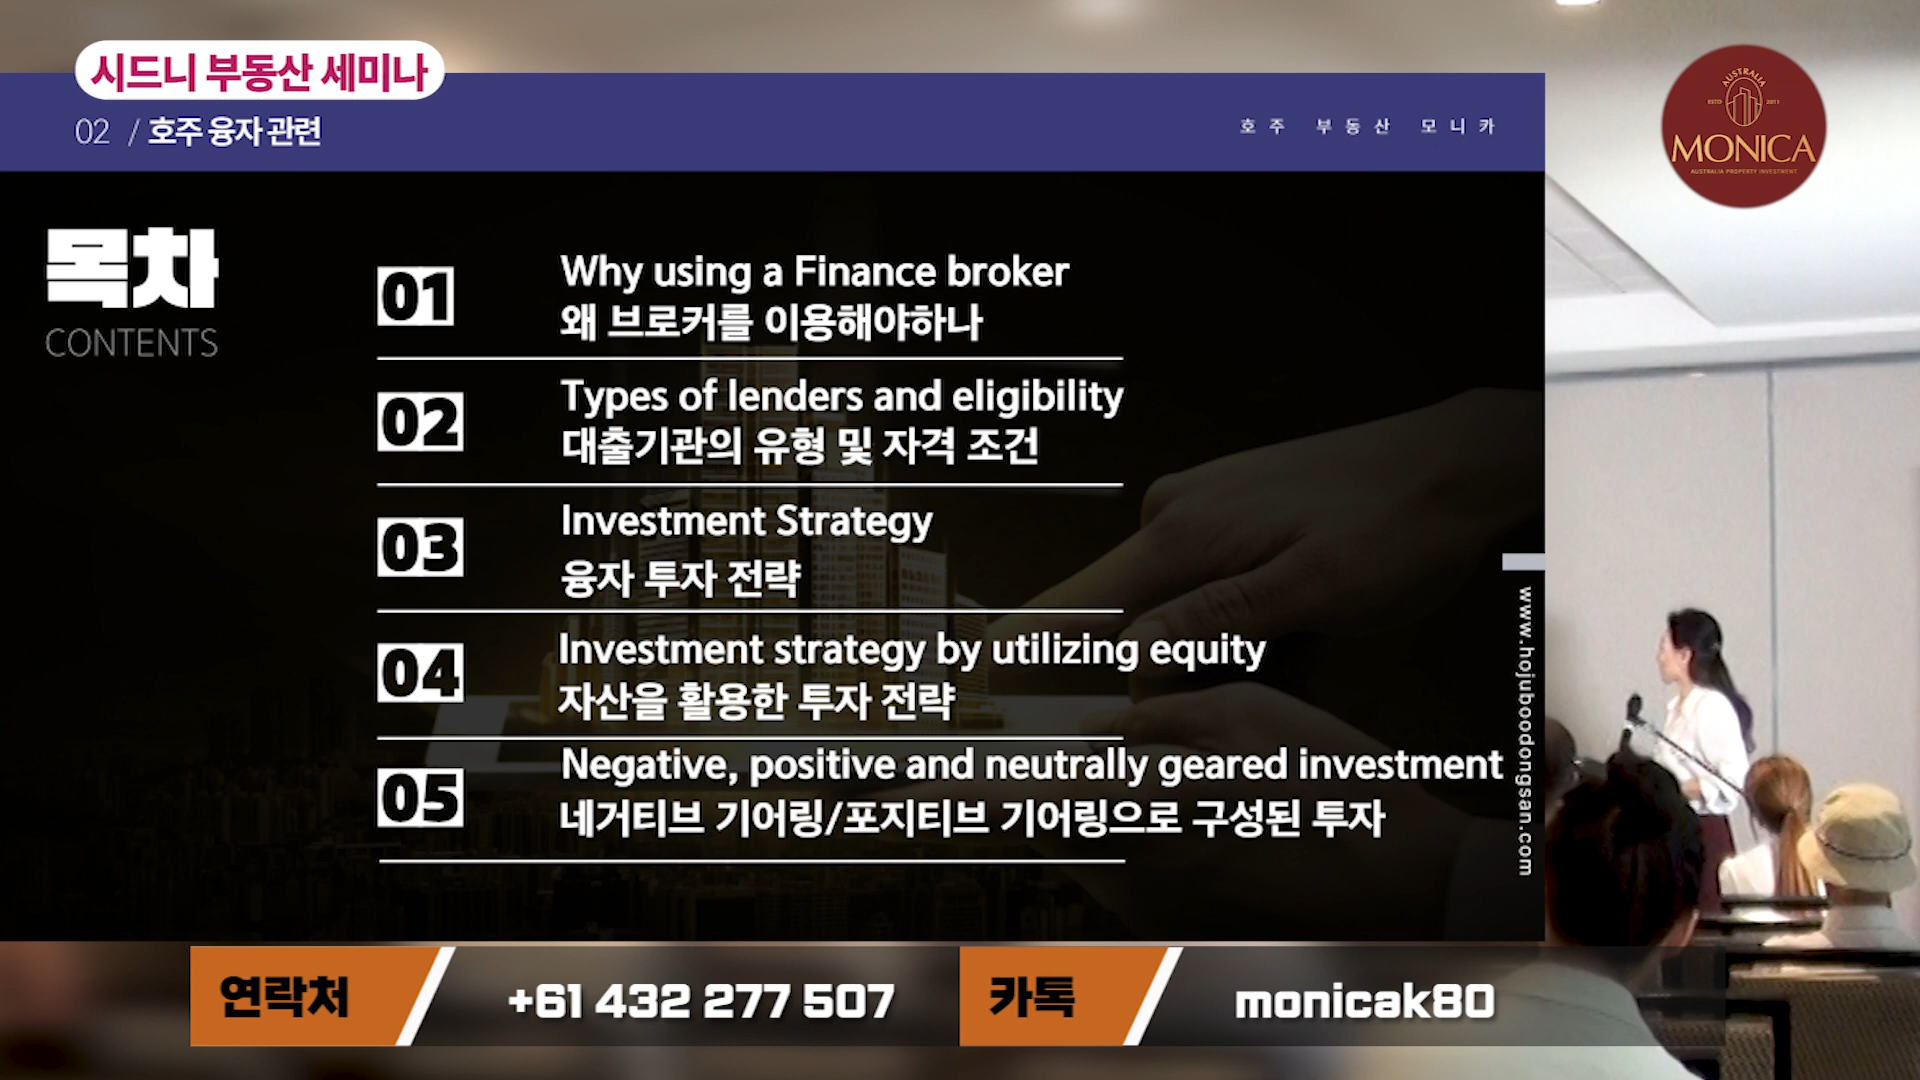 시드니 부동산 세미나
02 / 호주 융자 관련
호주 부동산 모니카
AUSTRALIA
ESTD 2011
MONICA
AUSTRALIA PROPERTY INVESTMENT
목차
CONTENTS
01
Why using a Finance broker
왜 브로커를 이용해야하나
02
Types of lenders and eligibility
대출기관의 유형 및 자격 조건
03
Investment Strategy
융자 투자 전략
04
Investment strategy by utilizing equity
자산을 활용한 투자 전략
05
Negative, positive and neutrally geared investment
네거티브 기어링/포지티브 기어링으로 구성된 투자
www.hojuboodongsan.com
연락처
+61 432 277 507
카톡
monicak80